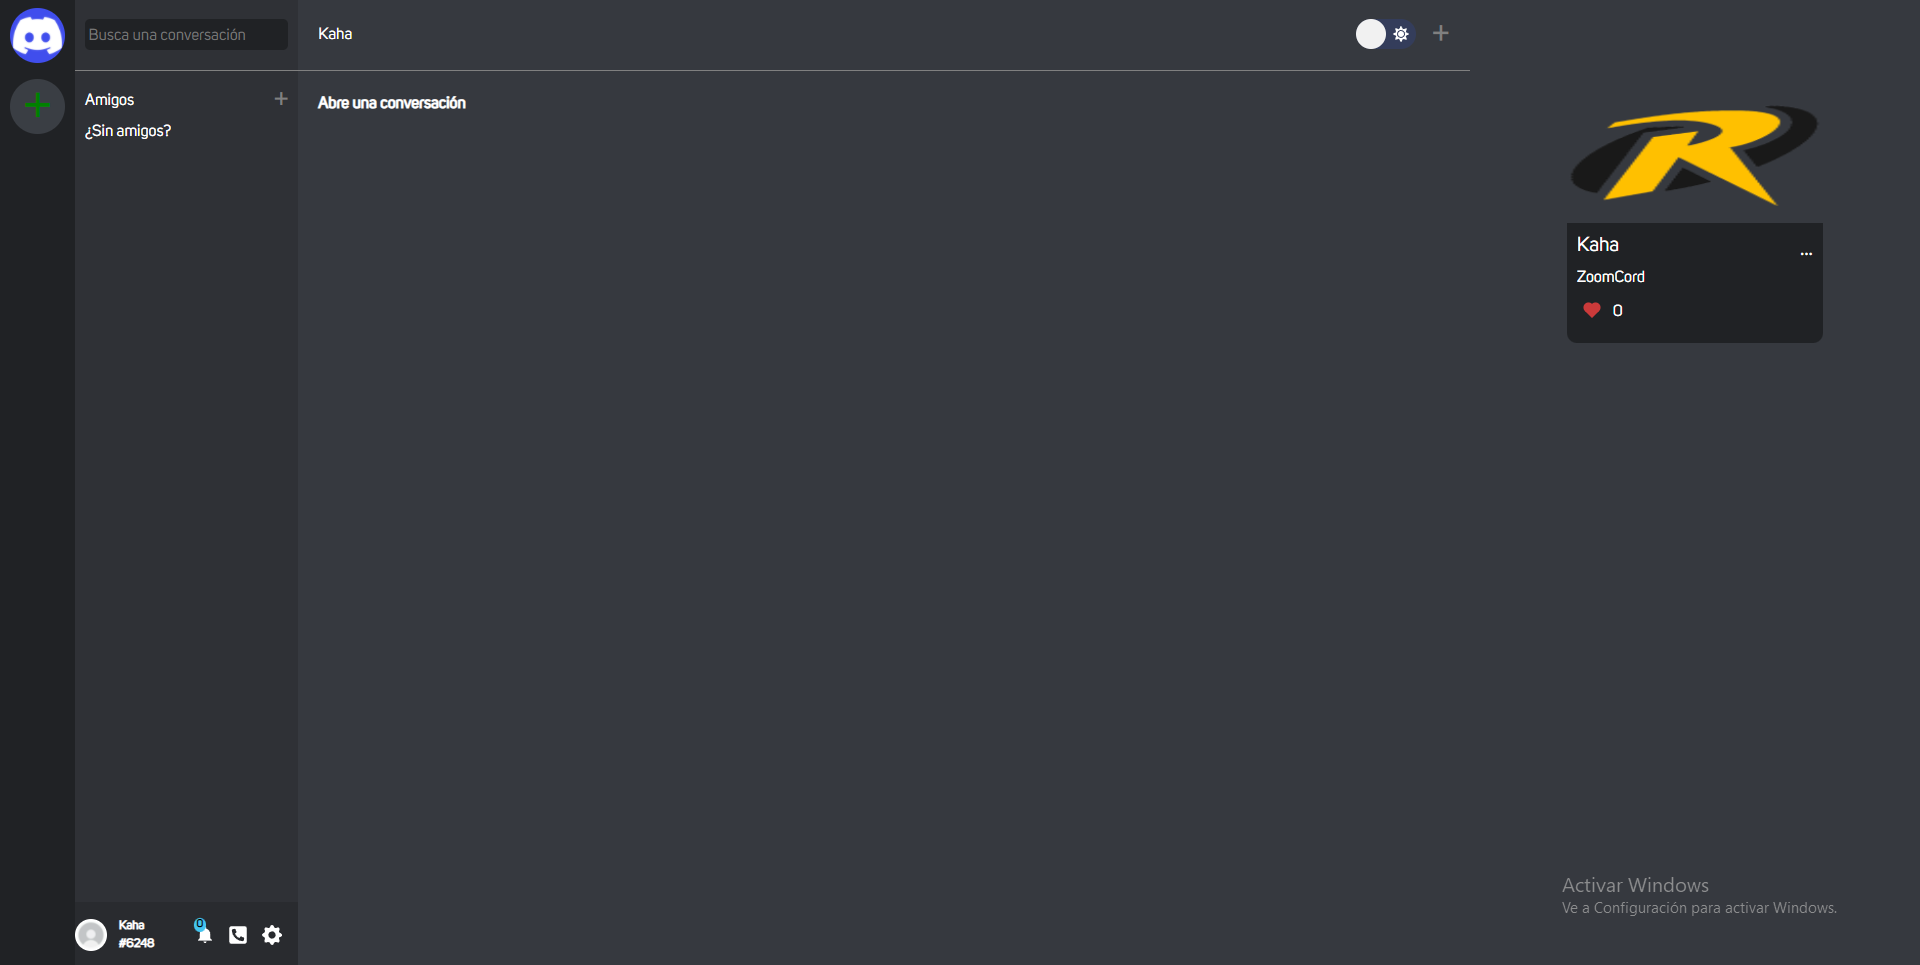 Busca una conversación
Kaha
Amigos
¿Sin amigos?
Abre una conversación
R
Kaha
...
ZoomCord
0
Activar Windows
Ve a Configuración para activar Windows.
Kaha
#6248
0